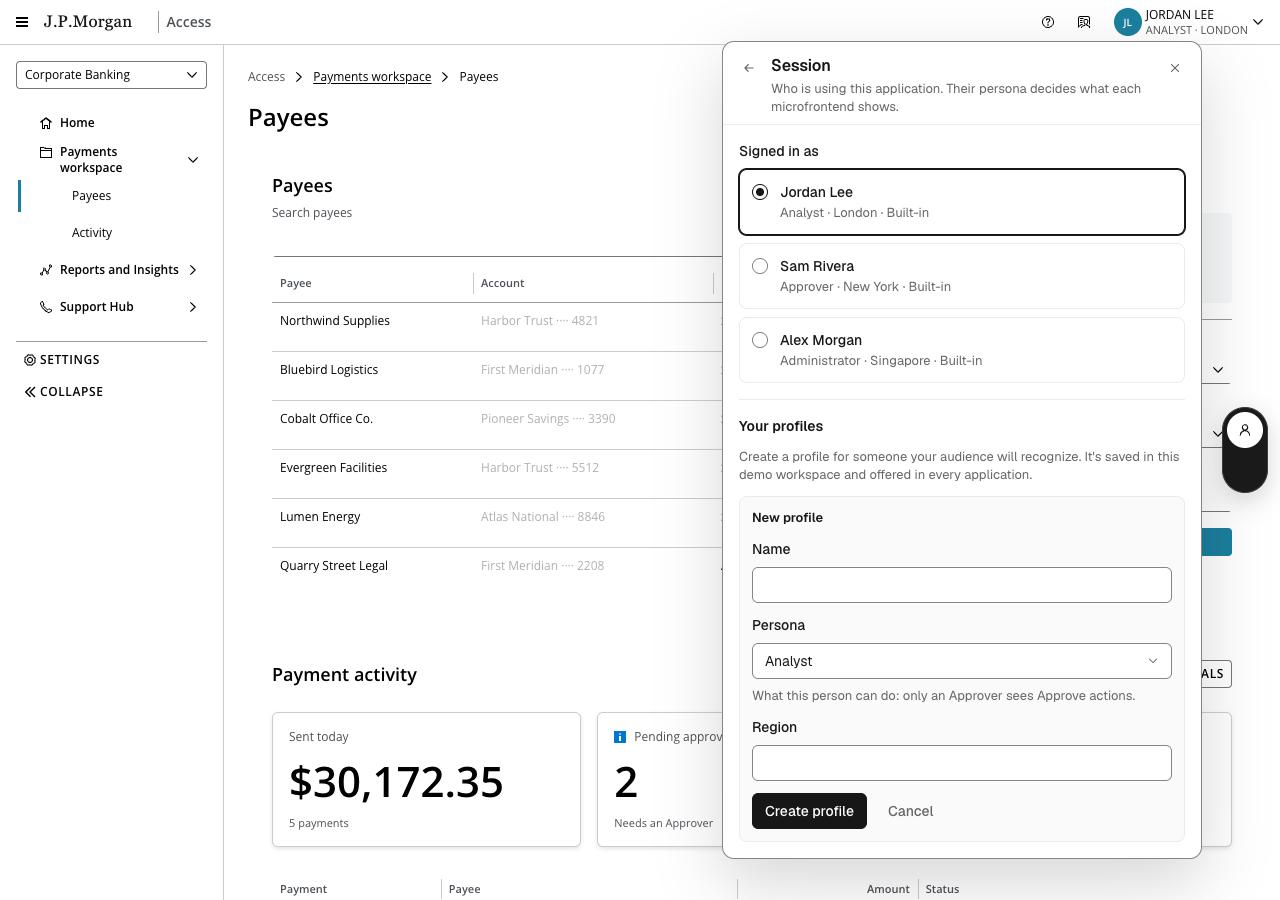 J.P.Morgan
Access
JL
JORDAN LEE
ANALYST · LONDON
Corporate Banking
Home
Payments
workspace
Payees
Activity
Reports and Insights
Support Hub
SETTINGS
COLLAPSE
Access
Payments workspace
Payees
Payees
Payees
Search payees
Payee
Account
Northwind Supplies
Harbor Trust ···· 4821
Bluebird Logistics
First Meridian ···· 1077
Cobalt Office Co.
Pioneer Savings ···· 3390
Evergreen Facilities
Harbor Trust ···· 5512
Lumen Energy
Atlas National ···· 8846
Quarry Street Legal
First Meridian ···· 2208
Payment activity
Sent today
$30,172.35
5 payments
2
Needs an Approver
Payment
Payee
Amount
Status
Session
Who is using this application. Their persona decides what each
microfrontend shows.
Signed in as
Jordan Lee
Analyst · London · Built-in
Sam Rivera
Approver · New York · Built-in
Alex Morgan
Administrator · Singapore · Built-in
Your profiles
Create a profile for someone your audience will recognize. It's saved in this
demo workspace and offered in every application.
New profile
Name
Persona
Analyst
What this person can do: only an Approver sees Approve actions.
Region
Create profile
Cancel
Pending